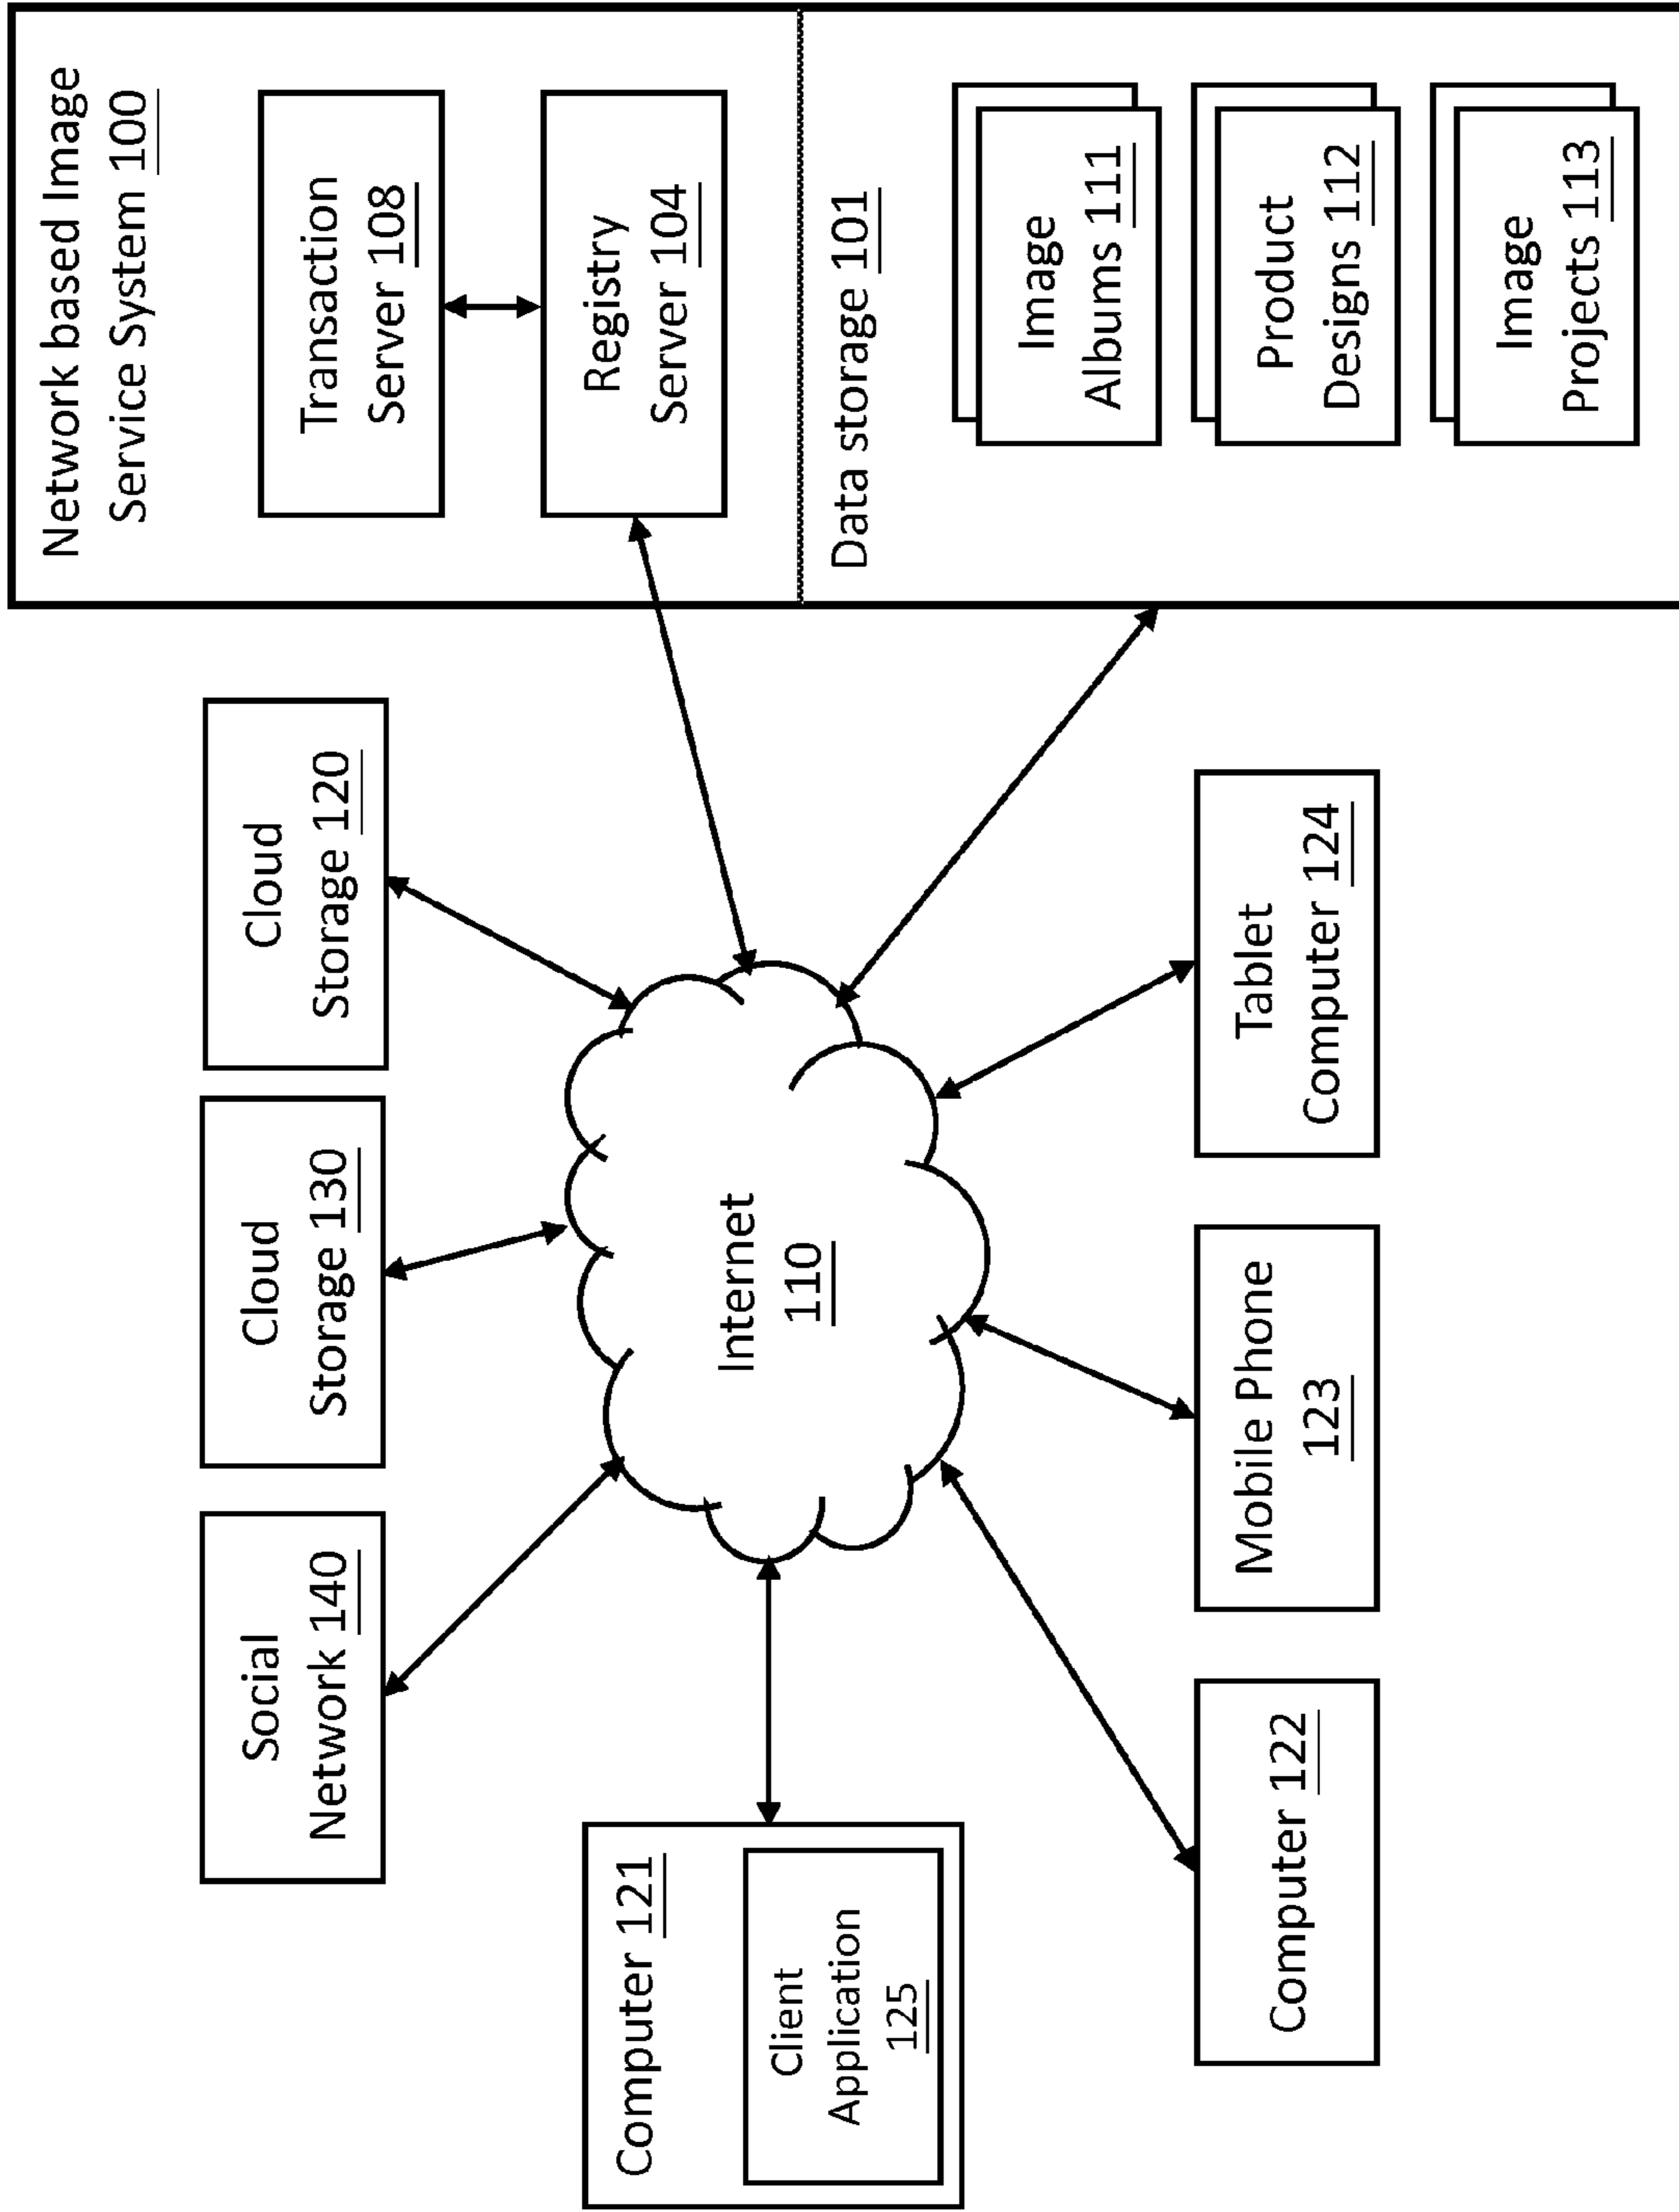 Network based Image
Service System 100
Transaction
Server 108
Registry
Server 104
Data storage 101
Image
Albums 111
Product
Designs 112
Image
Projects 113
Social
Network 140
Cloud
Storage 130
Cloud
Storage 120
Internet
110
Computer 121
Client
Application
125
Computer 122
Mobile Phone
123
Tablet
Computer 124